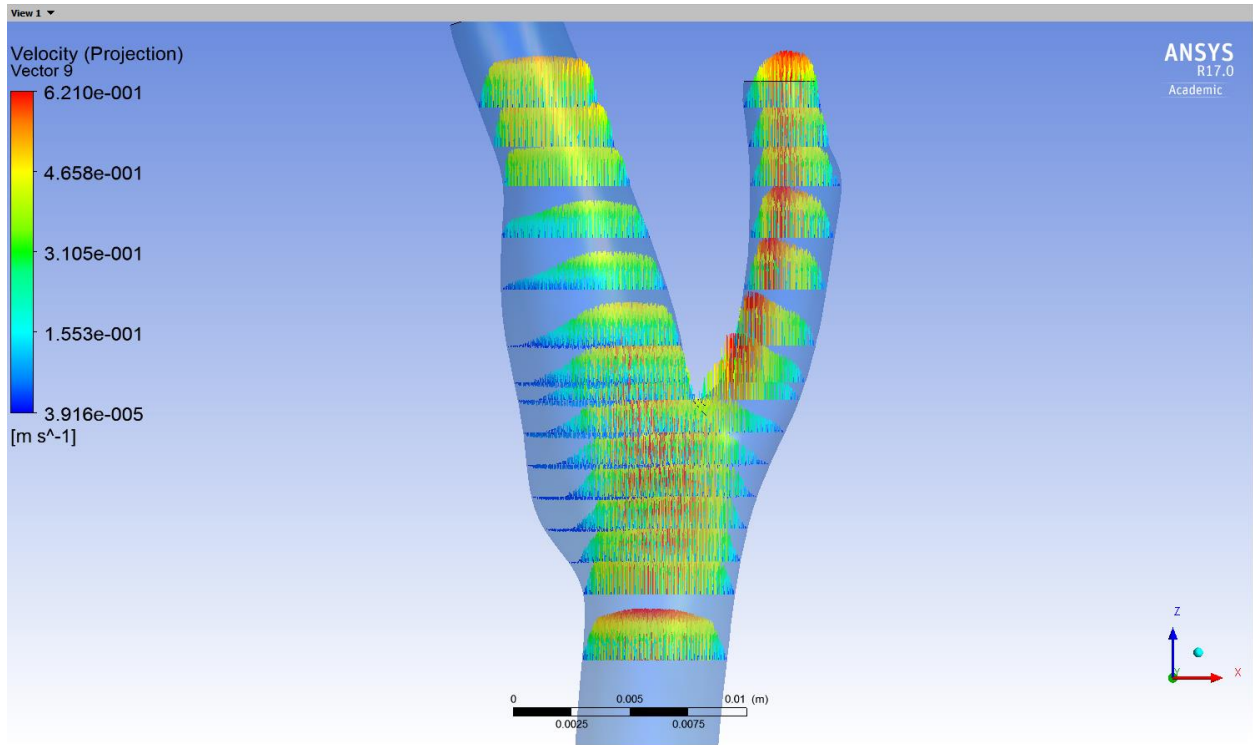 View 1
Velocity (Projection)
Vector 9
6.210e-001
4.658e-001
3.105e-001
1.553e-001
3.916e-005
[m s^-1]
ANSYS
R17.0
Academic
Z
Y
X
0 0.005 0.01 (m)
0.0025 0.0075